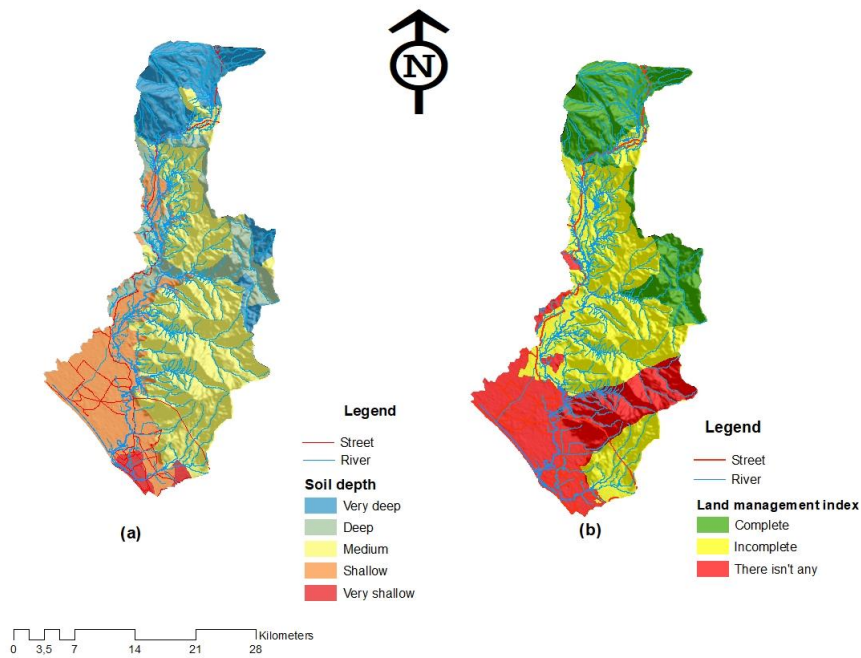 N
Legend
Street
River
Soil depth
Very deep
Deep
Medium
Shallow
Very shallow
(a)
Legend
Street
River
Land management index
Complete
Incomplete
There isn't any
(b)
Kilometers
0 3,5 7 14 21 28